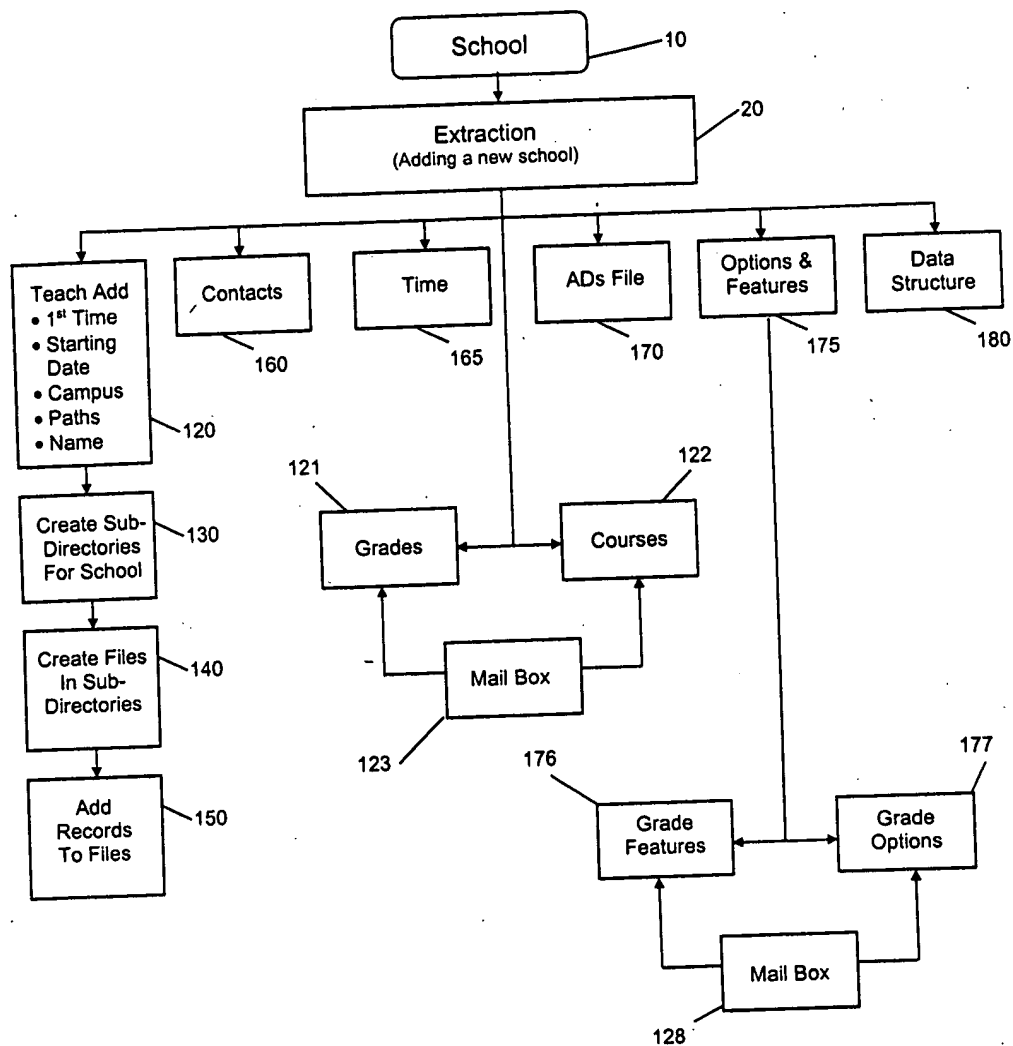 School
10
Extraction
(Adding a new school)
20
Teach Add
• 1st Time
• Starting
Date
• Campus
• Paths
• Name
120
Contacts
160
Time
165
ADs File
170
Options &
Features
175
Data
Structure
180
Create Sub-
Directories
For School
130
Create Files
In Sub-
Directories
140
Add
Records
To Files
150
121
Grades
122
Courses
Mail Box
123
176
Grade
Features
177
Grade
Options
Mail Box
128